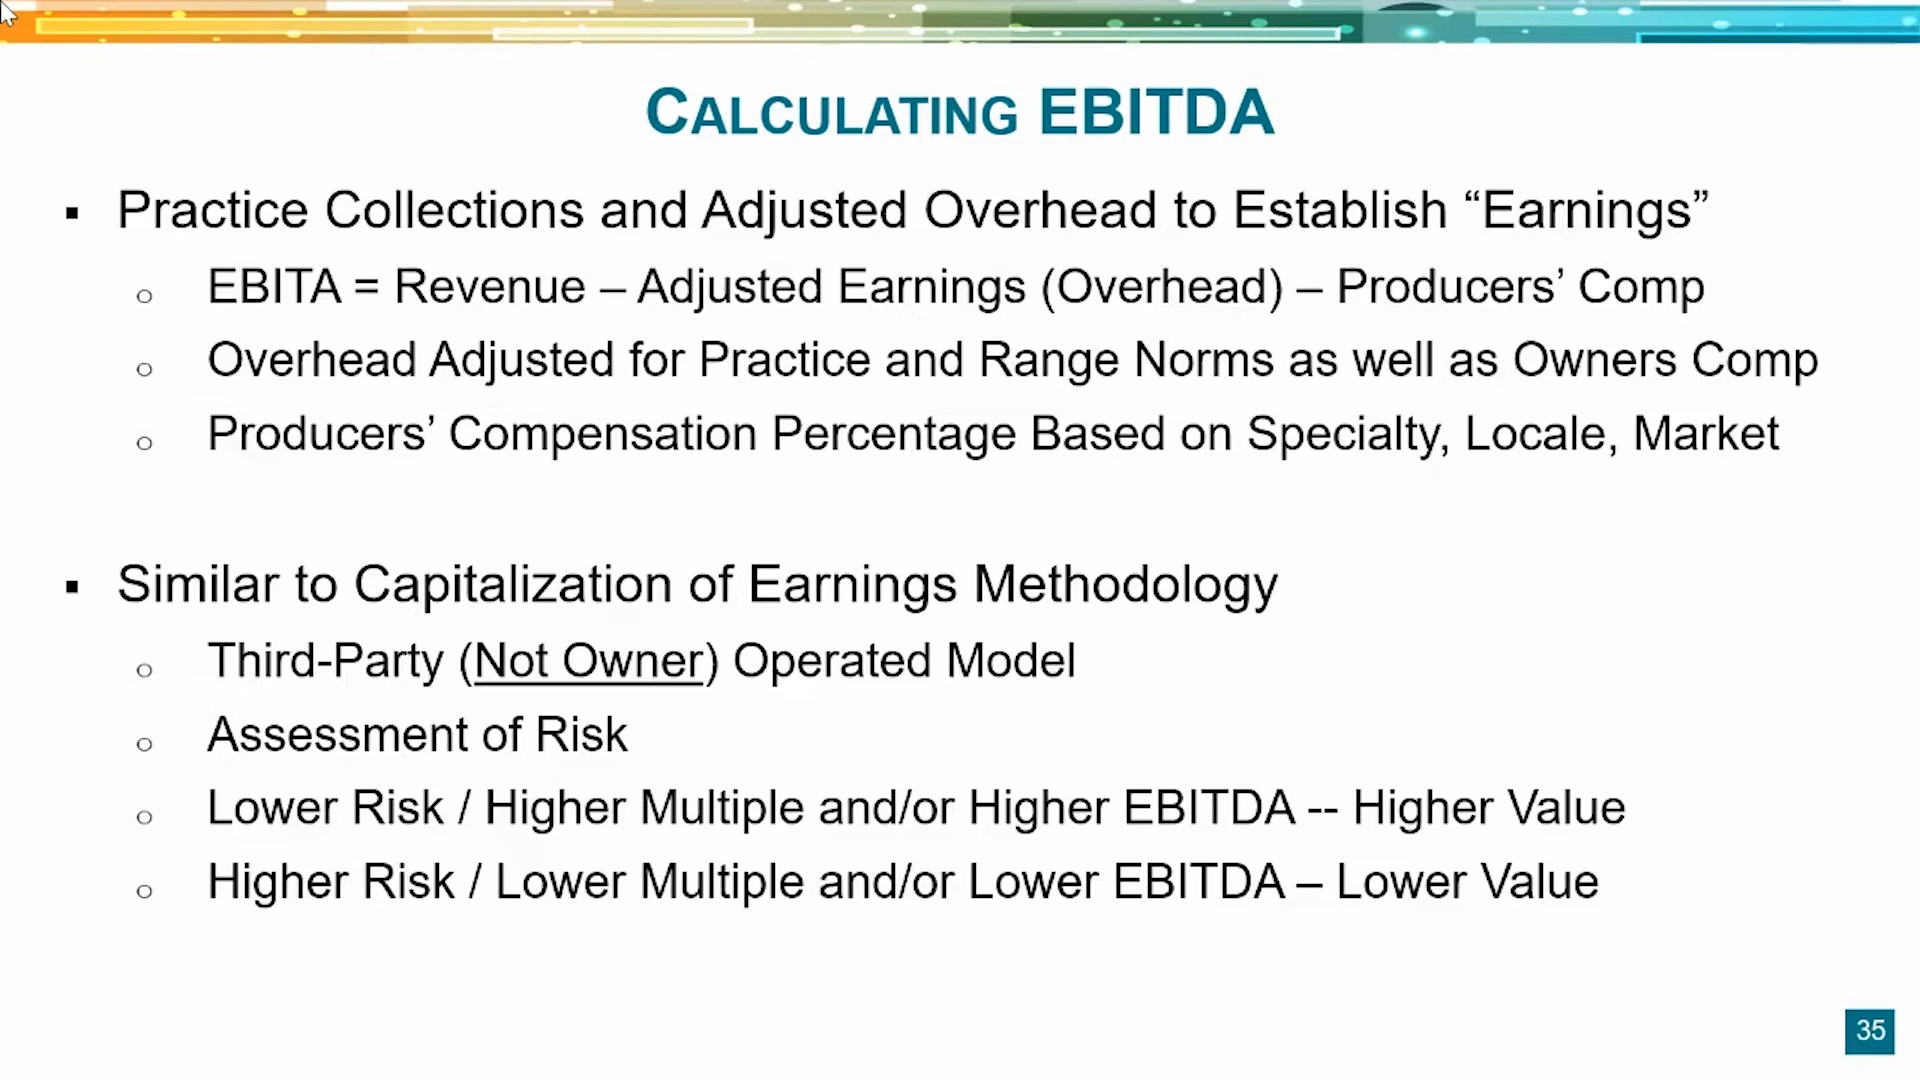 CALCULATING EBITDA
▪ Practice Collections and Adjusted Overhead to Establish “Earnings”
o EBITA = Revenue – Adjusted Earnings (Overhead) – Producers’ Comp
o Overhead Adjusted for Practice and Range Norms as well as Owners Comp
o Producers’ Compensation Percentage Based on Specialty, Locale, Market
▪ Similar to Capitalization of Earnings Methodology
o Third-Party (Not Owner) Operated Model
o Assessment of Risk
o Lower Risk / Higher Multiple and/or Higher EBITDA -- Higher Value
o Higher Risk / Lower Multiple and/or Lower EBITDA – Lower Value
35